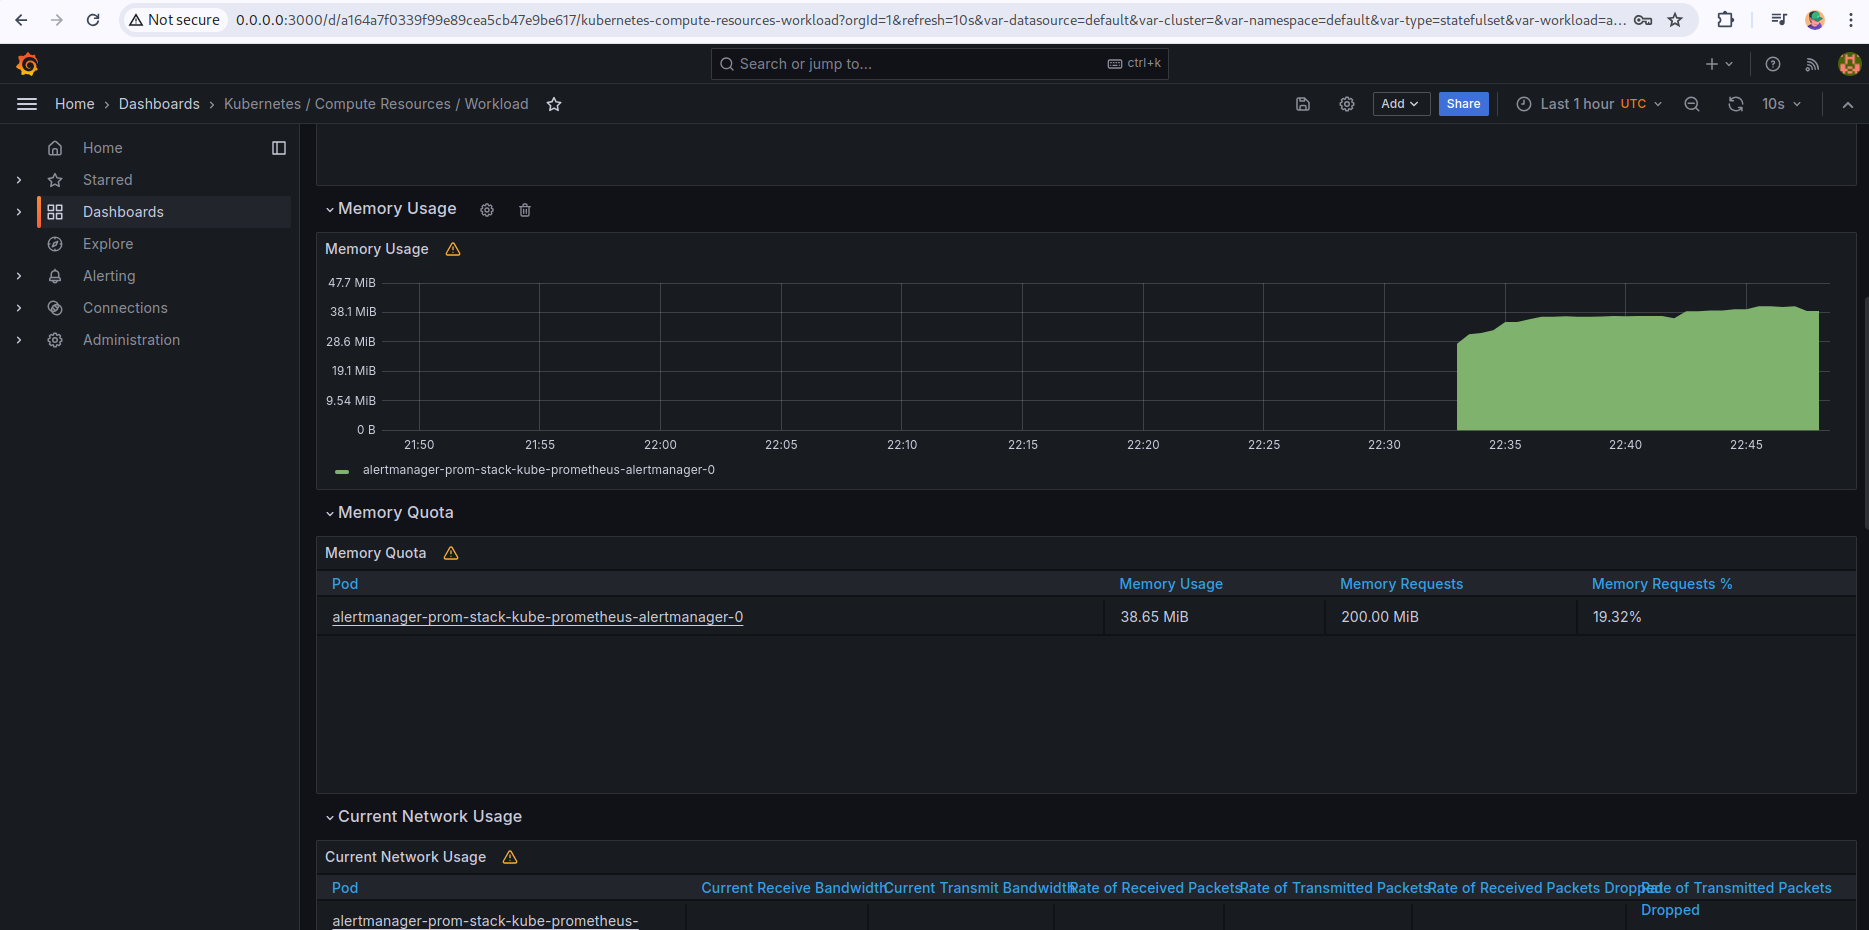 Not secure 0.0.0.0:3000/d/a164a7f0339f99e89cea5cb47e9be617/kubernetes-compute-resources-workload?orgId=1&refresh=10s&var-datasource=default&var-cluster=&var-namespace=default&var-type=statefulset&var-workload=a...
Search or jump to... ctrl+k
Home › Dashboards › Kubernetes / Compute Resources / Workload Add Share Last 1 hour UTC 10s
Home
Starred
Dashboards
Explore
Alerting
Connections
Administration
Memory Usage
Memory Usage
47.7 MiB
38.1 MiB
28.6 MiB
19.1 MiB
9.54 MiB
0 B
21:50 21:55 22:00 22:05 22:10 22:15 22:20 22:25 22:30 22:35 22:40 22:45
alertmanager-prom-stack-kube-prometheus-alertmanager-0
Memory Quota
Memory Quota
Pod Memory Usage Memory Requests Memory Requests %
alertmanager-prom-stack-kube-prometheus-alertmanager-0 38.65 MiB 200.00 MiB 19.32%
Current Network Usage
Current Network Usage
Pod Current Receive Bandwidth Current Transmit Bandwidth Rate of Received Packets Rate of Transmitted Packets Rate of Received Packets Dropped Rate of Transmitted Packets
Dropped
alertmanager-prom-stack-kube-prometheus-